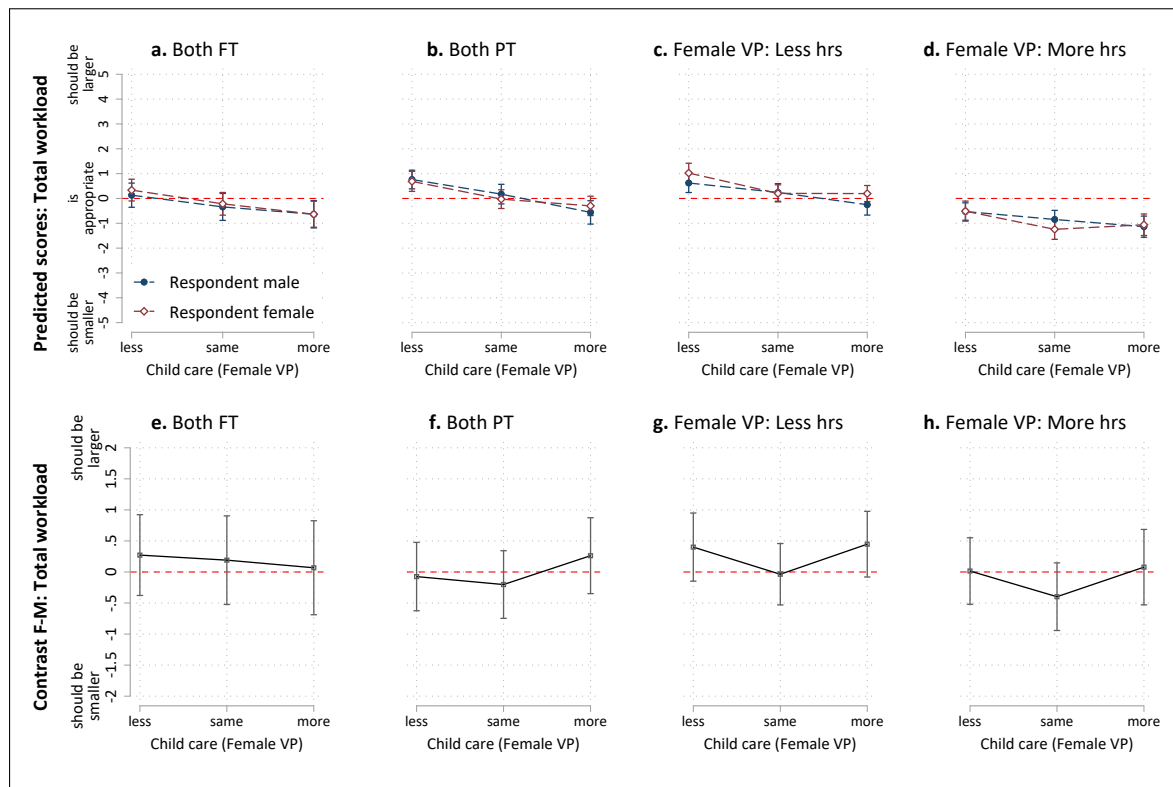 a. Both FT
b. Both PT
c. Female VP: Less hrs
d. Female VP: More hrs
Predicted scores: Total workload
should be
larger
is
appropriate
should be
smaller
5
4
3
2
1
0
-1
-2
-3
-4
-5
Respondent male
Respondent female
less same more
less same more
less same more
less same more
Child care (Female VP)
Child care (Female VP)
Child care (Female VP)
Child care (Female VP)
e. Both FT
f. Both PT
g. Female VP: Less hrs
h. Female VP: More hrs
Contrast F-M: Total workload
should be
larger
should be
smaller
2
1.5
1
.5
0
-.5
-1
-1.5
-2
less same more
less same more
less same more
less same more
Child care (Female VP)
Child care (Female VP)
Child care (Female VP)
Child care (Female VP)